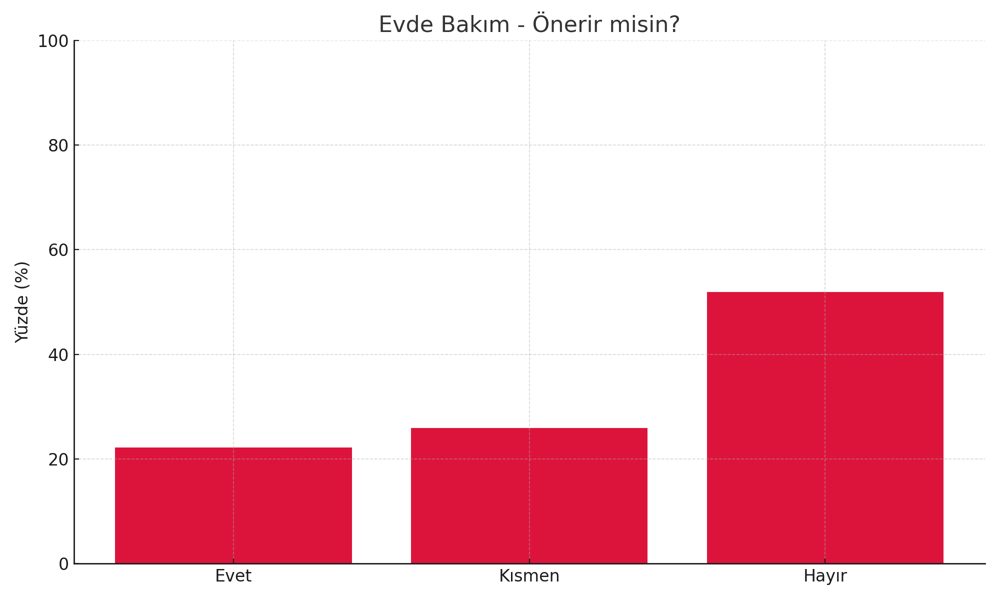 Evde Bakım - Önerir misin?
Yüzde (%)
100
80
60
40
20
0
Evet
Kısmen
Hayır